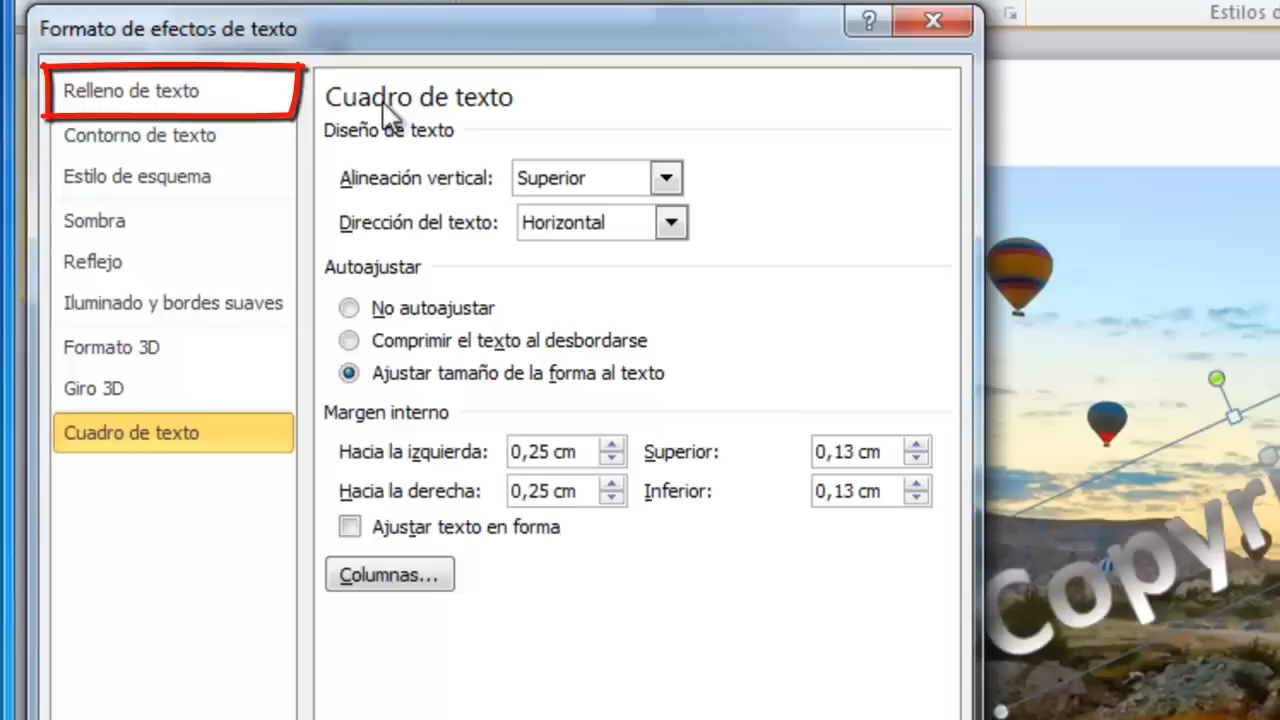 Formato de efectos de texto
?
Estilos d
Relleno de texto
Contorno de texto
Estilo de esquema
Sombra
Reflejo
Iluminado y bordes suaves
Formato 3D
Giro 3D
Cuadro de texto
Cuadro de texto
Diseño de texto
Alineación vertical: Superior
Dirección del texto: Horizontal
Autoajustar
No autoajustar
Comprimir el texto al desbordarse
Ajustar tamaño de la forma al texto
Margen interno
Hacia la izquierda: 0,25 cm Superior: 0,13 cm
Hacia la derecha: 0,25 cm Inferior: 0,13 cm
Ajustar texto en forma
Columnas...
Copyri